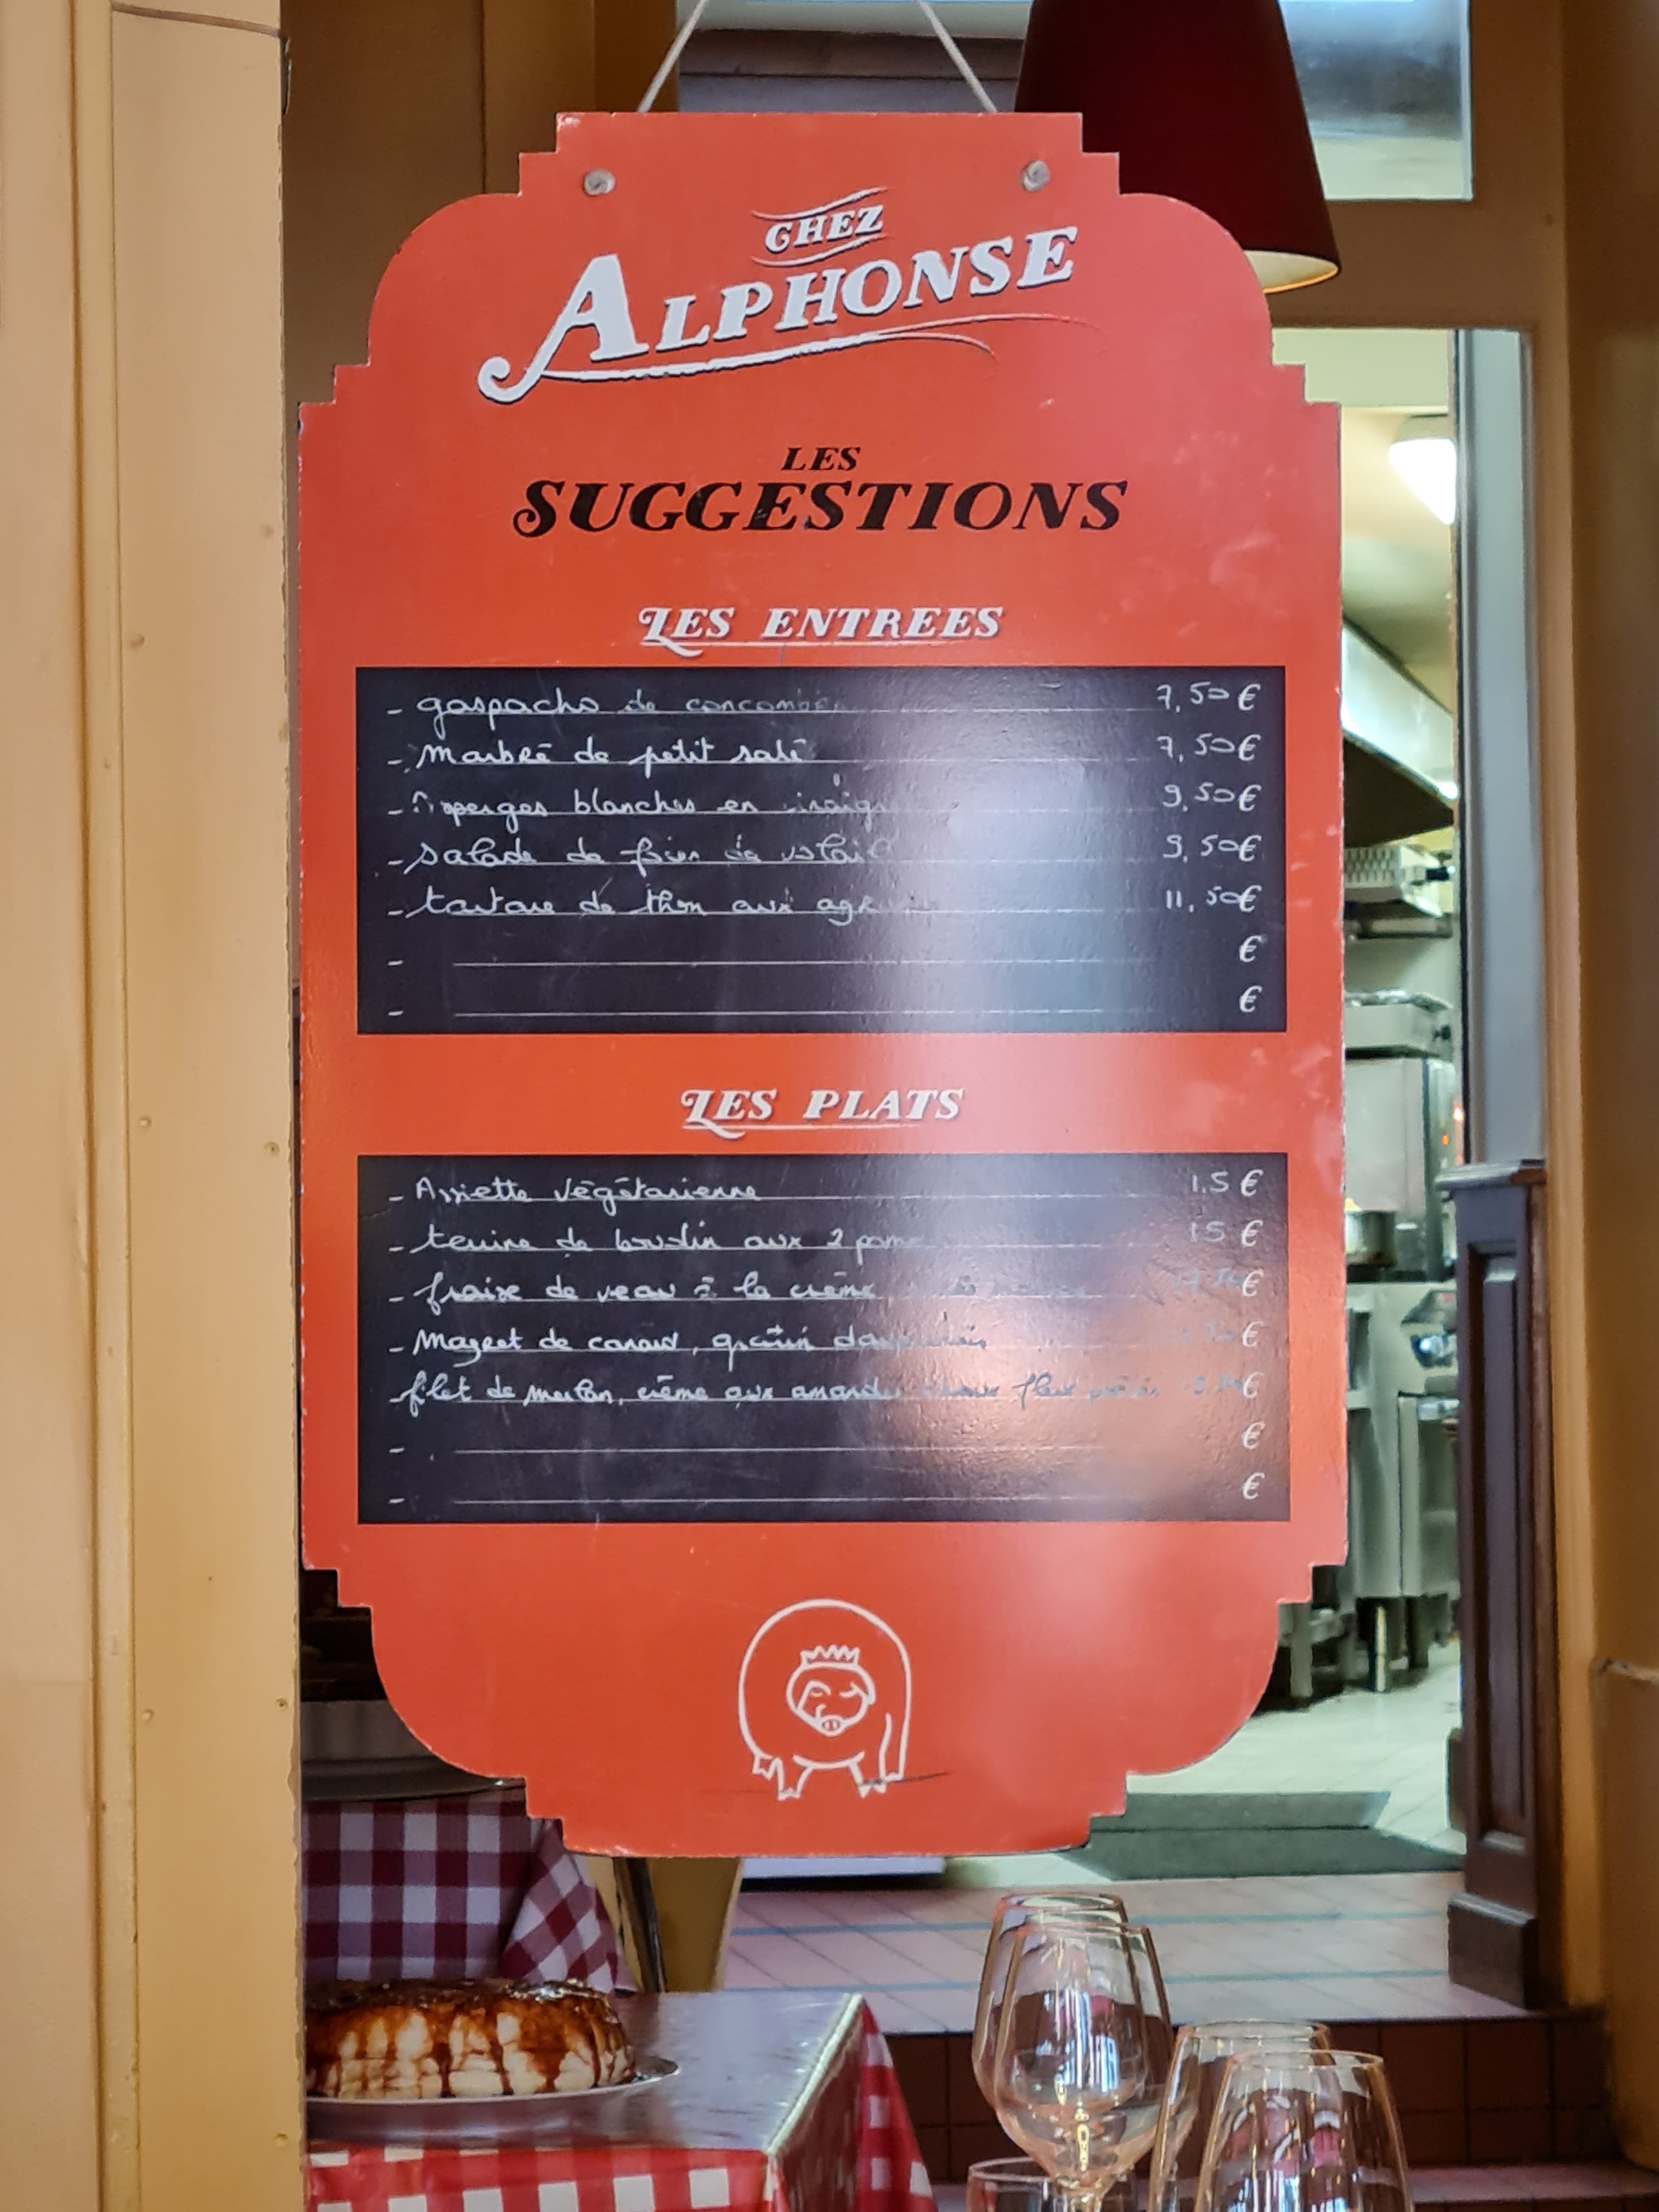 CHEZ
ALPHONSE
LES
SUGGESTIONS
LES ENTREES
- gaspacho de concombre 7,50 €
- Marbré de petit salé 7,50 €
- Asperges blanches en 9,50 €
- salade de foie de volaille 9,50 €
- tartare de thon aux agrumes 11,50 €
- €
- €
LES PLATS
- Assiette végétarienne 15 €
- terrine de boudin aux 2 pommes 15 €
- fraise de veau à la crème €
- Magret de canard, gratin dauphinois €
- filet de merlan, crème aux amandes €
- €
- €